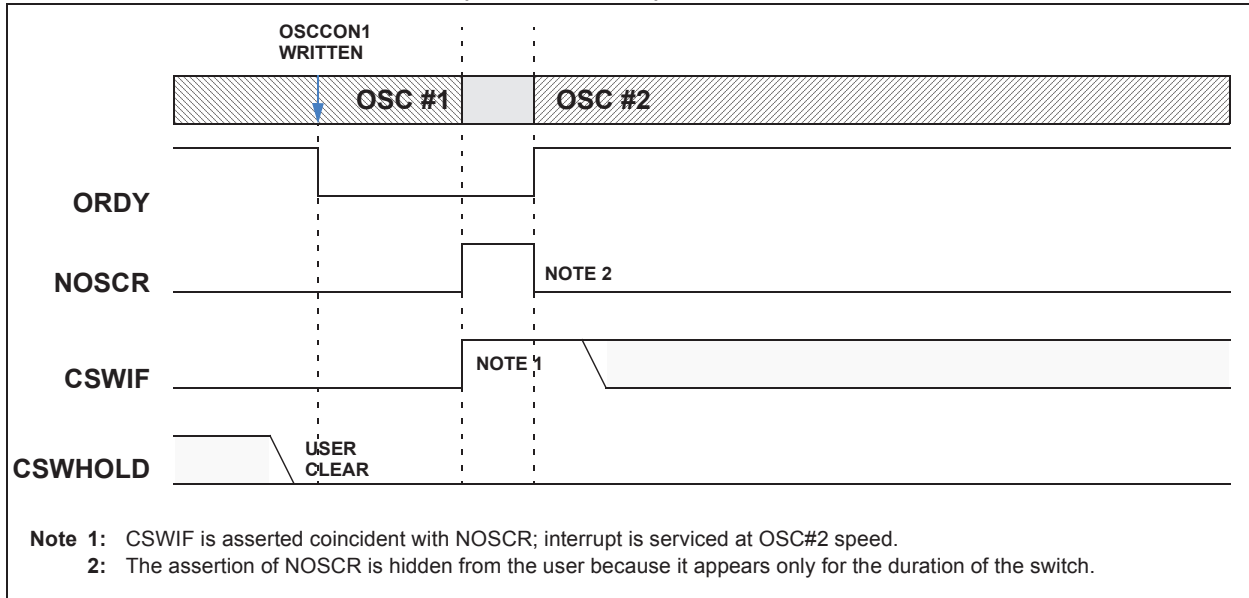 OSCCON1
WRITTEN
OSC #1
OSC #2
ORDY
NOSCR
NOTE 2
CSWIF
NOTE 1
CSWHOLD
USER
CLEAR
Note 1: CSWIF is asserted coincident with NOSCR; interrupt is serviced at OSC#2 speed.
2: The assertion of NOSCR is hidden from the user because it appears only for the duration of the switch.